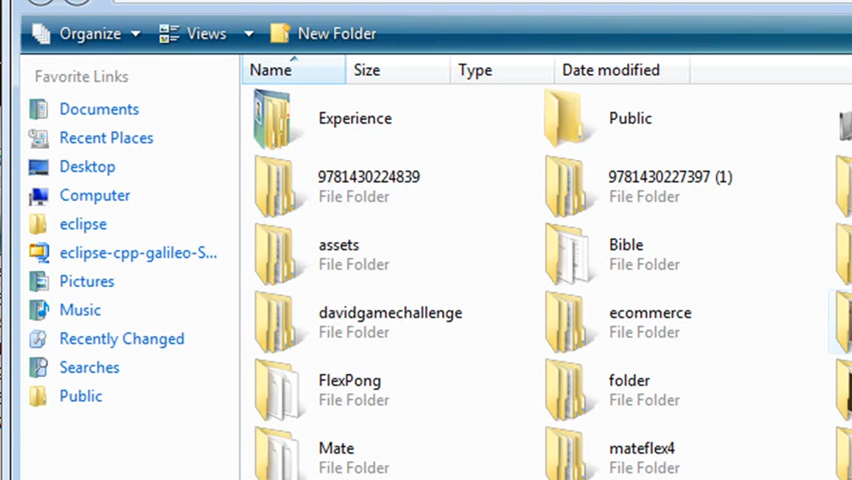 Organize Views New Folder
Favorite Links
Documents
Recent Places
Desktop
Computer
eclipse
eclipse-cpp-galileo-S...
Pictures
Music
Recently Changed
Searches
Public
Name Size Type Date modified
Experience Public
9781430224839 9781430227397 (1)
File Folder File Folder
assets Bible
File Folder File Folder
davidgamechallenge ecommerce
File Folder File Folder
FlexPong folder
File Folder File Folder
Mate mateflex4
File Folder File Folder